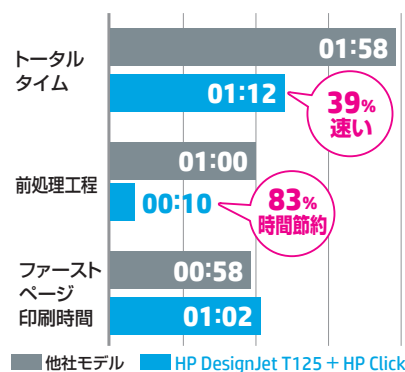 01:58
トータル
タイム
01:12
39%
速い
01:00
前処理工程
00:10
83%
時間節約
ファースト
ページ
印刷時間
00:58
01:02
他社モデル HP DesignJet T125 + HP Click